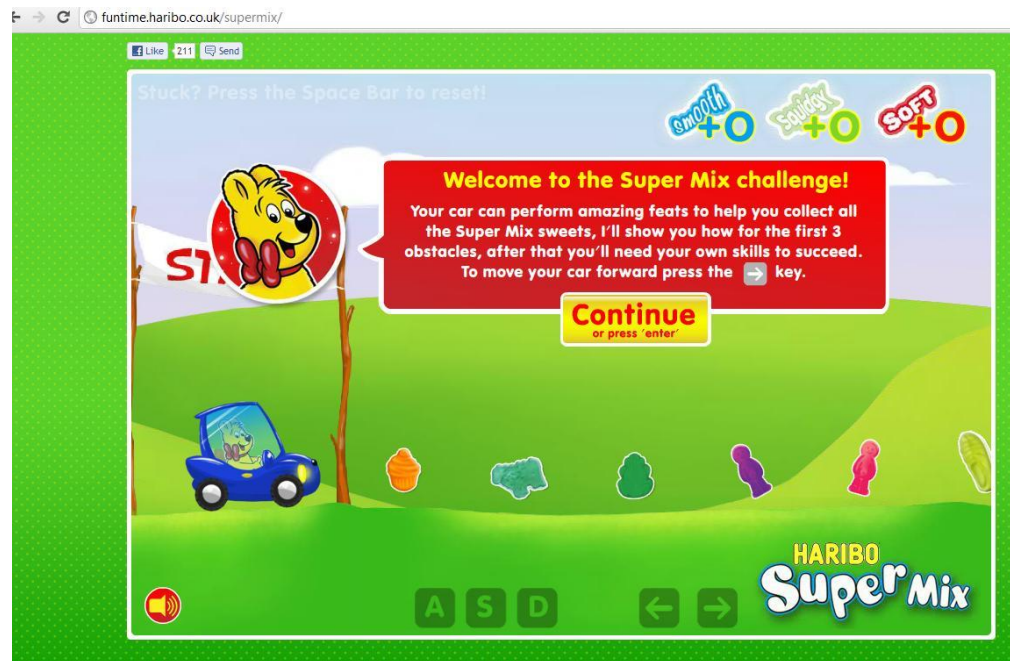 funtime.haribo.co.uk/supermix/
Like 211 Send
Stuck? Press the Space Bar to reset!
smooth +0 Squidgy +0 SOFT +0
Welcome to the Super Mix challenge!
Your car can perform amazing feats to help you collect all
the Super Mix sweets, I'll show you how for the first 3
obstacles, after that you'll need your own skills to succeed.
To move your car forward press the → key.
Continue
or press 'enter'
A S D ← →
HARIBO
Super Mix